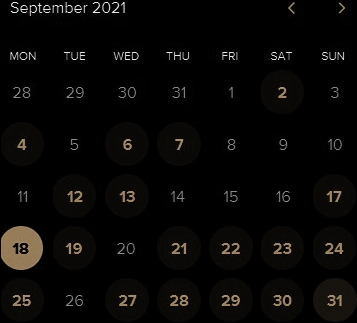 September 2021
MON TUE WED THU FRI SAT SUN
28 29 30 31 1 2 3
4 5 6 7 8 9 10
11 12 13 14 15 16 17
18 19 20 21 22 23 24
25 26 27 28 29 30 31